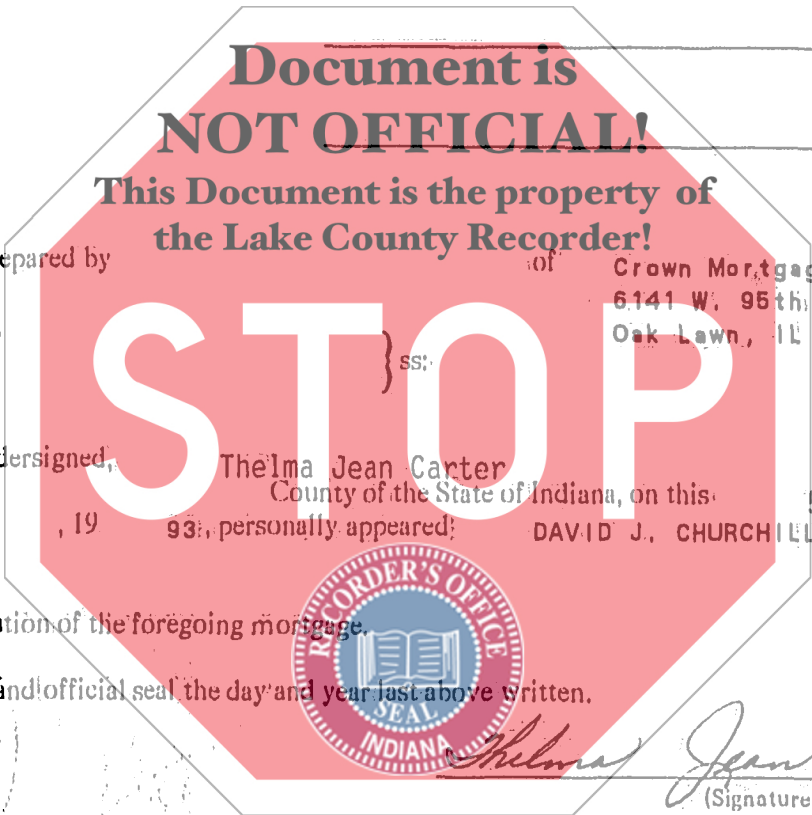 Document is
NOT OFFICIAL!
This Document is the property of
the Lake County Recorder!
epared by of Crown Mortgag
6141 W. 95th
Oak Lawn, IL
} ss:
STOP
dersigned, Thelma Jean Carter
County of the State of Indiana, on this
, 19 93, personally appeared DAVID J. CHURCHILL
RECORDER'S OFFICE
tion of the foregoing mortgage.
SEAL
and official seal the day and year last above written.
INDIANA
Thelma Jean
(Signature